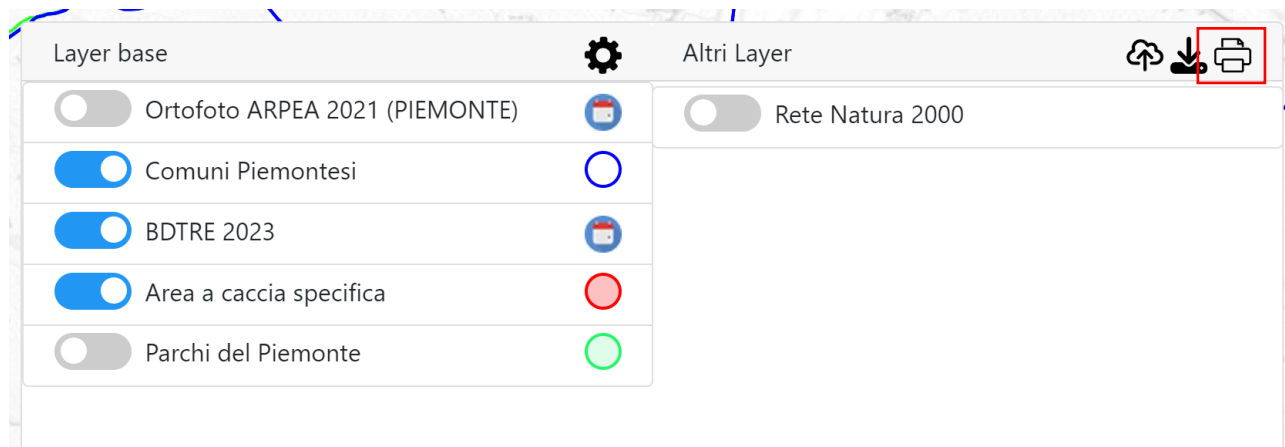 Layer base
Altri Layer
Ortofoto ARPEA 2021 (PIEMONTE)
Rete Natura 2000
Comuni Piemontesi
BDTRE 2023
Area a caccia specifica
Parchi del Piemonte